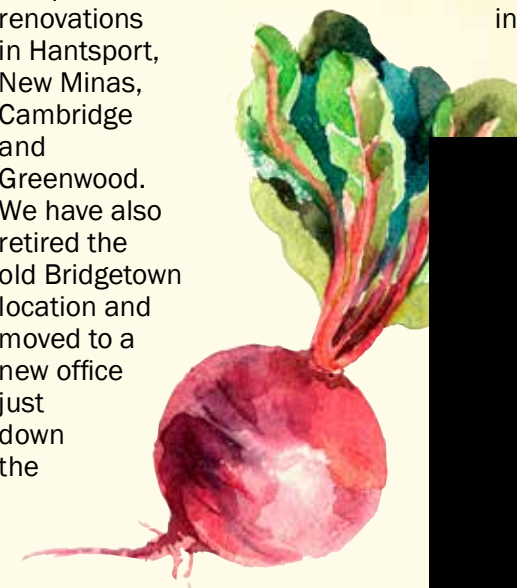 renovations
in Hantsport,
New Minas,
Cambridge
and
Greenwood.
We have also
retired the
old Bridgetown
location and
moved to a
new office
just
down
the
in